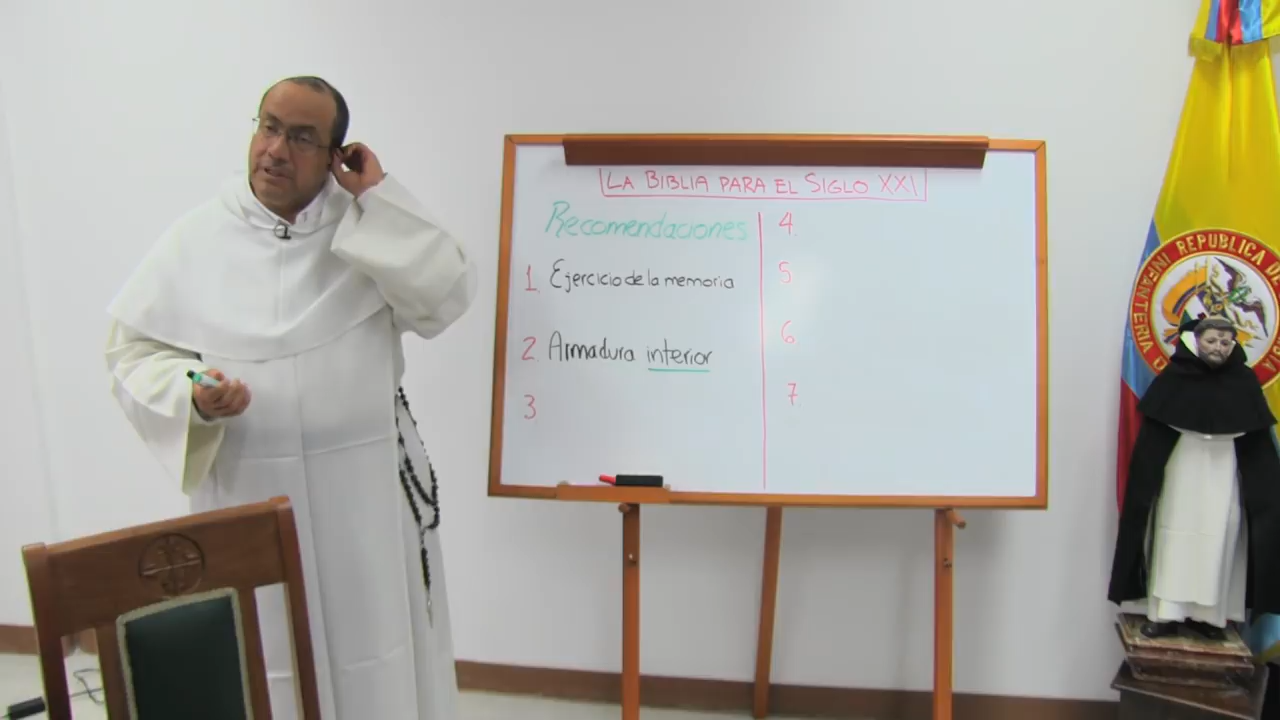 LA BIBLIA PARA EL SIGLO XXI
Recomendaciones
1. Ejercicio de la memoria
2. Armadura interior
3
4.
5
6
7
REPUBLICA DE
INFANTERIA